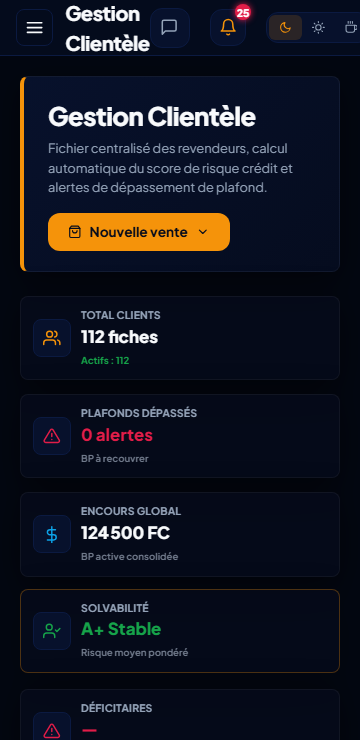 Gestion
Clientèle
25
Gestion Clientèle
Fichier centralisé des revendeurs, calcul
automatique du score de risque crédit et
alertes de dépassement de plafond.
Nouvelle vente
TOTAL CLIENTS
112 fiches
Actifs : 112
PLAFONDS DÉPASSÉS
0 alertes
BP à recouvrer
ENCOURS GLOBAL
124 500 FC
BP active consolidée
SOLVABILITÉ
A+ Stable
Risque moyen pondéré
DÉFICITAIRES
—